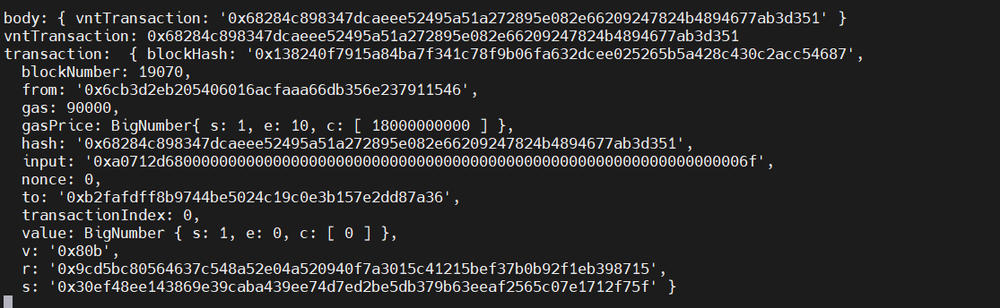 body: { vntTransaction: '0x68284c898347dcaeee52495a51a272895e082e66209247824b4894677ab3d351' }
vntTransaction: 0x68284c898347dcaeee52495a51a272895e082e66209247824b4894677ab3d351
transaction:  { blockHash: '0x138240f7915a84ba7f341c78f9b06fa632dcee025265b5a428c430c2acc54687',
  blockNumber: 19070,
  from: '0x6cb3d2eb205406016acfaaa66db356e237911546',
  gas: 90000,
  gasPrice: BigNumber{ s: 1, e: 10, c: [ 18000000000 ] },
  hash: '0x68284c898347dcaeee52495a51a272895e082e66209247824b4894677ab3d351',
  input: '0xa0712d68000000000000000000000000000000000000000000000000000000000000006f',
  nonce: 0,
  to: '0xb2fafdff8b9744be5024c19c0e3b157e2dd87a36',
  transactionIndex: 0,
  value: BigNumber { s: 1, e: 0, c: [ 0 ] },
  v: '0x80b',
  r: '0x9cd5bc80564637c548a52e04a520940f7a3015c41215bef37b0b92f1eb398715',
  s: '0x30ef48ee143869e39caba439ee74d7ed2be5db379b63eeaf2565c07e1712f75f' }